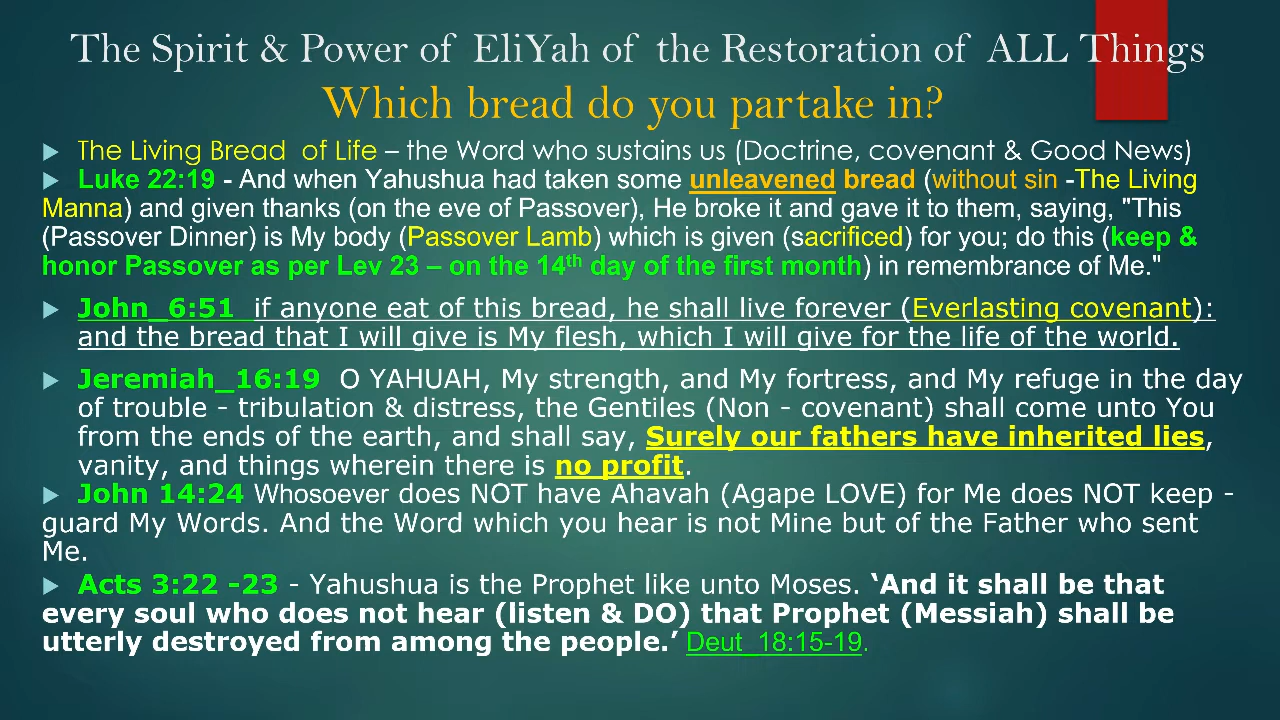 The Spirit & Power of EliYah of the Restoration of ALL Things
Which bread do you partake in?
▶ The Living Bread of Life – the Word who sustains us (Doctrine, covenant & Good News)
▶ Luke 22:19 - And when Yahushua had taken some unleavened bread (without sin -The Living
Manna) and given thanks (on the eve of Passover), He broke it and gave it to them, saying, "This
(Passover Dinner) is My body (Passover Lamb) which is given (sacrificed) for you; do this (keep &
honor Passover as per Lev 23 – on the 14th day of the first month) in remembrance of Me."
▶ John_6:51 if anyone eat of this bread, he shall live forever (Everlasting covenant):
and the bread that I will give is My flesh, which I will give for the life of the world.
▶ Jeremiah_16:19 O YAHUAH, My strength, and My fortress, and My refuge in the day
of trouble - tribulation & distress, the Gentiles (Non - covenant) shall come unto You
from the ends of the earth, and shall say, Surely our fathers have inherited lies,
vanity, and things wherein there is no profit.
▶ John 14:24 Whosoever does NOT have Ahavah (Agape LOVE) for Me does NOT keep -
guard My Words. And the Word which you hear is not Mine but of the Father who sent
Me.
▶ Acts 3:22 -23 - Yahushua is the Prophet like unto Moses. ‘And it shall be that
every soul who does not hear (listen & DO) that Prophet (Messiah) shall be
utterly destroyed from among the people.’ Deut_18:15-19.